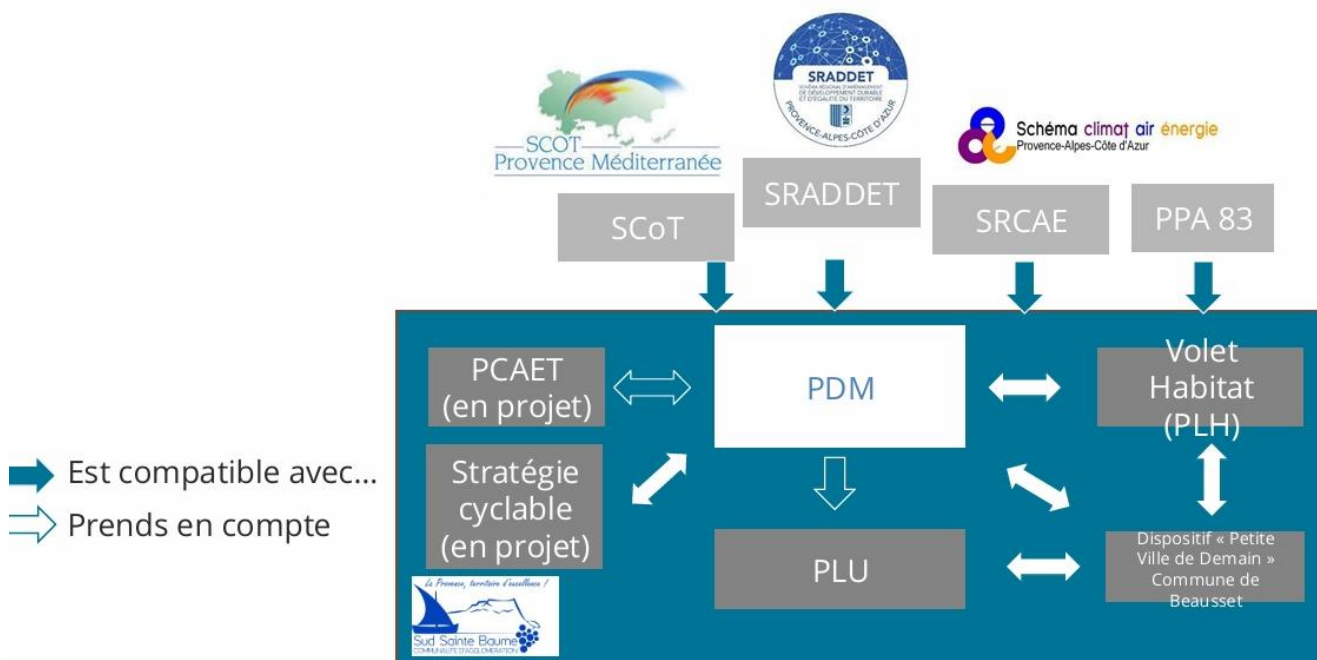 SCOT
Provence Méditerranée
SRADDET
SCHÉMA RÉGIONAL D'AMÉNAGEMENT
DE DÉVELOPPEMENT DURABLE
ET D'ÉGALITÉ DU TERRITOIRE
PROVENCE-ALPES-CÔTE D'AZUR
Schéma climat air énergie
Provence-Alpes-Côte d'Azur
SCoT
SRADDET
SRCAE
PPA 83
PCAET
(en projet)
PDM
Volet
Habitat
(PLH)
Est compatible avec...
Prends en compte
Stratégie
cyclable
(en projet)
PLU
Dispositif « Petite
Ville de Demain »
Commune de
Beausset
La Provence, territoire d'excellence !
Sud Sainte Baume
COMMUNAUTÉ D'AGGLOMÉRATION